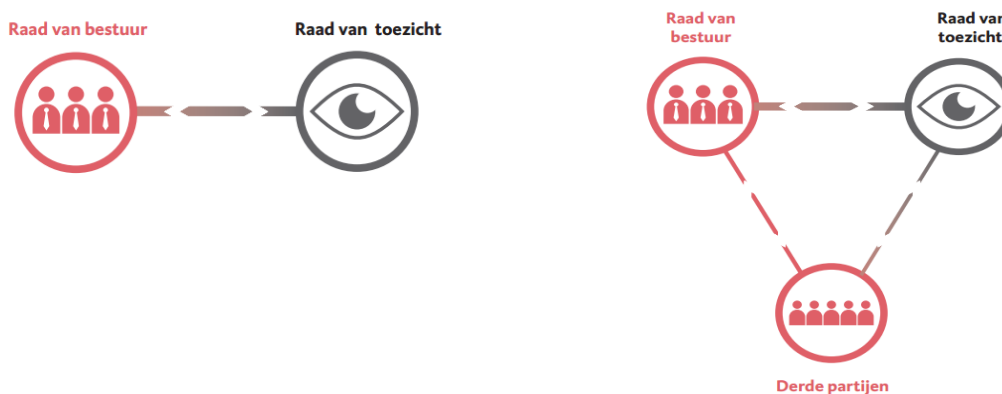 Raad van bestuur
Raad van toezicht
Raad van
bestuur
Raad van
toezicht
Derde partijen